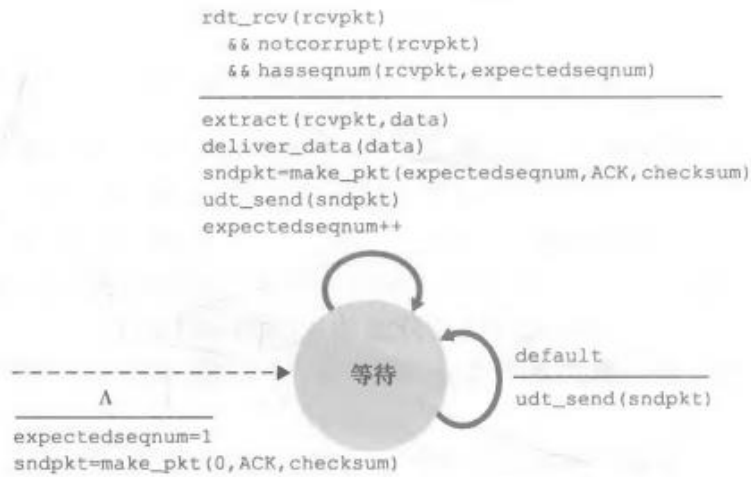 rdt_rcv(rcvpkt)
&& notcorrupt(rcvpkt)
&& hasseqnum(rcvpkt,expectedseqnum)
extract(rcvpkt,data)
deliver_data(data)
sndpkt=make_pkt(expectedseqnum,ACK,checksum)
udt_send(sndpkt)
expectedseqnum++
等待
default
udt_send(sndpkt)
Λ
expectedseqnum=1
sndpkt=make_pkt(0,ACK,checksum)